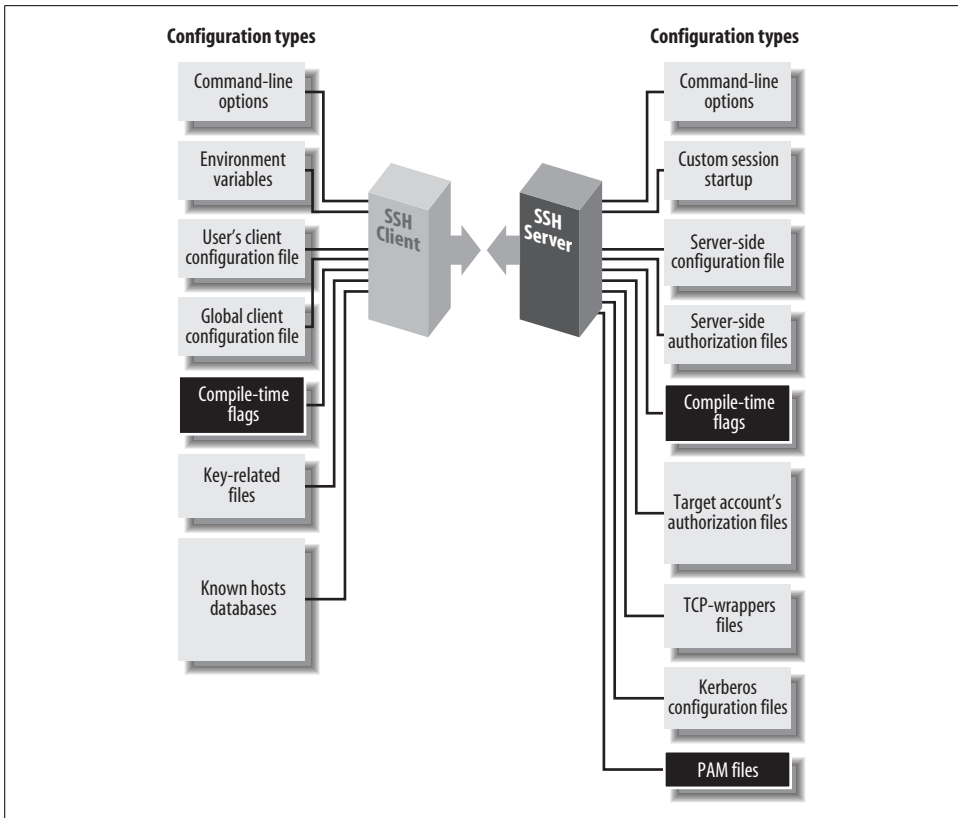 Configuration types
Command-line
options
Environment
variables
User's client
configuration file
Global client
configuration file
Compile-time
flags
Key-related
files
Known hosts
databases
SSH
Client
SSH
Server
Configuration types
Command-line
options
Custom session
startup
Server-side
configuration file
Server-side
authorization files
Compile-time
flags
Target account's
authorization files
TCP-wrappers
files
Kerberos
configuration files
PAM files